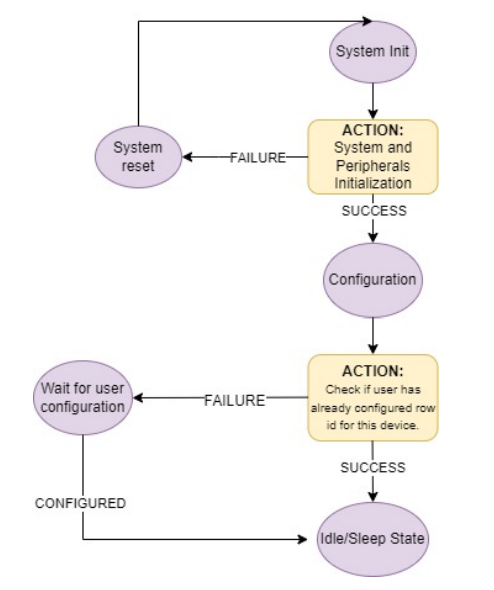 System Init
ACTION:
System and
Peripherals
Initialization
System
reset
FAILURE
SUCCESS
Configuration
ACTION:
Check if user has
already configured row
id for this device.
Wait for user
configuration
FAILURE
SUCCESS
CONFIGURED
Idle/Sleep State